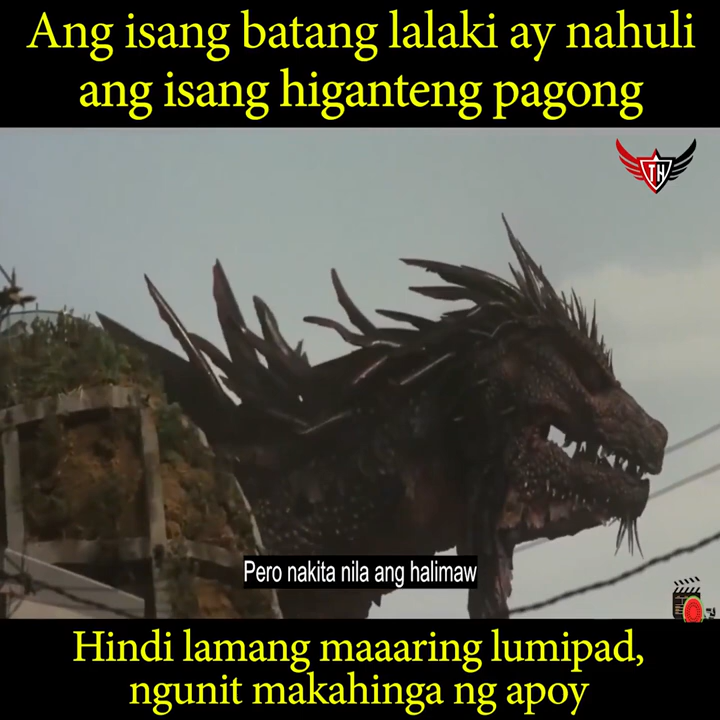 Ang isang batang lalaki ay nahuli
ang isang higanteng pagong
TH
Pero nakita nila ang halimaw
Hindi lamang maaaring lumipad,
ngunit makahinga ng apoy